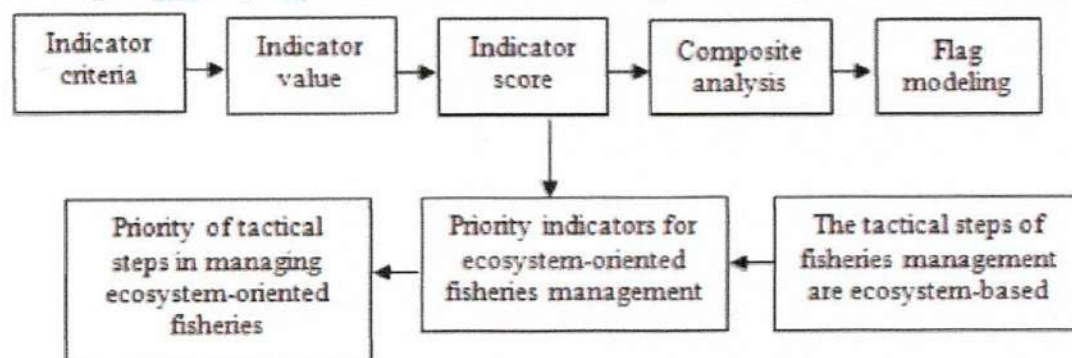 Indicator
criteria
Indicator
value
Indicator
score
Composite
analysis
Flag
modeling
Priority of tactical
steps in managing
ecosystem-oriented
fisheries
Priority indicators for
ecosystem-oriented
fisheries management
The tactical steps of
fisheries management
are ecosystem-based